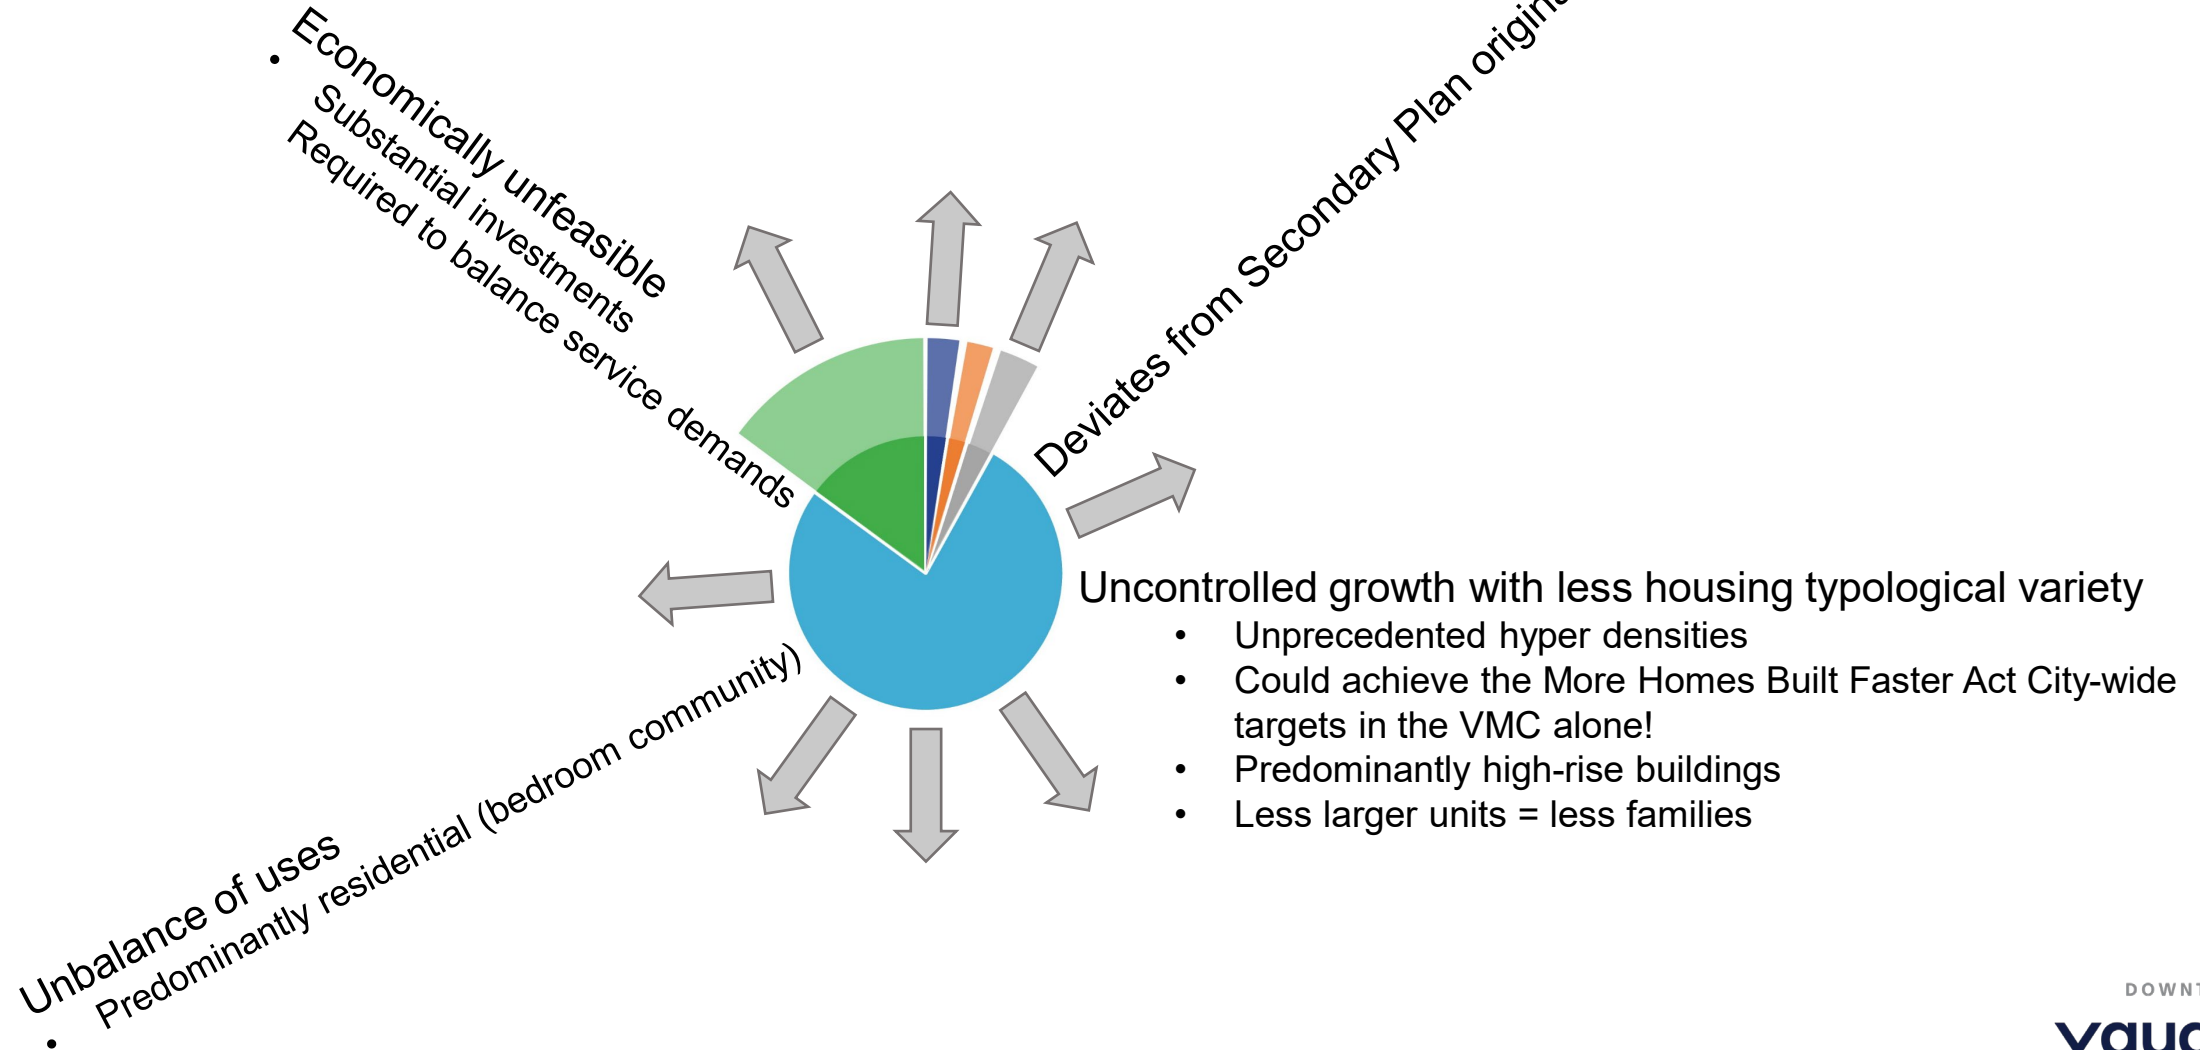 Economically unfeasible
• Substantial investments
Required to balance service demands
Deviates from Secondary Plan
Uncontrolled growth with less housing typological variety
• Unprecedented hyper densities
• Could achieve the More Homes Built Faster Act City-wide
targets in the VMC alone!
• Predominantly high-rise buildings
• Less larger units = less families
Unbalance of uses
• Predominantly residential (bedroom community)